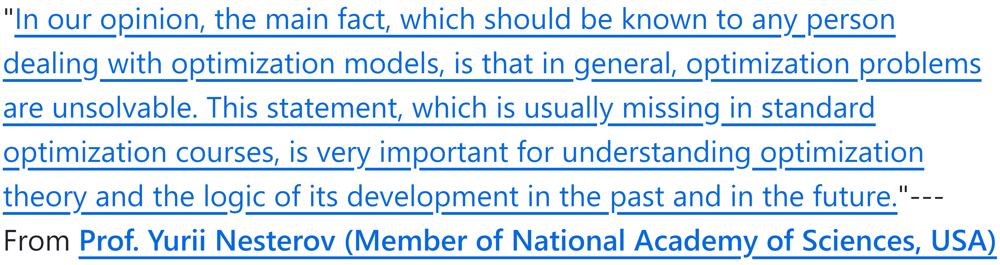 "In our opinion, the main fact, which should be known to any person
dealing with optimization models, is that in general, optimization problems
are unsolvable. This statement, which is usually missing in standard
optimization courses, is very important for understanding optimization
theory and the logic of its development in the past and in the future."---
From Prof. Yurii Nesterov (Member of National Academy of Sciences, USA)